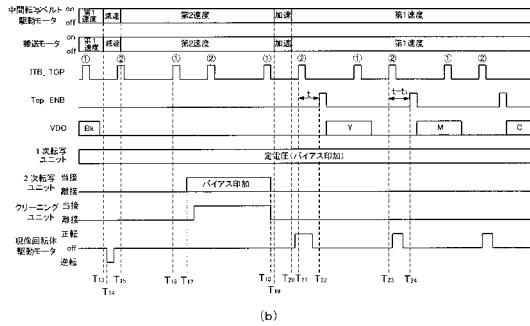 中間転写ベルト駆動モータ on off 第1速度 減速 第2速度 加速 第1速度
搬送モータ on off 第1速度 減速 第2速度 加速 第1速度
ITB_TOP ① ② ① ② ① ② ① ② ① ②
Top ENB t t-t₁
VDO Bk Y M C
1次転写ユニット 定電圧(バイアス印加)
2次転写ユニット 当接 離接 バイアス印加
クリーニングユニット 当接 離接
現像回転体駆動モータ 正転 off 逆転
T₁₃ T₁₄ T₁₅ T₁₆ T₁₇ T₁₈ T₁₉ T₂₀ T₂₁ T₂₂ T₂₃ T₂₄
(b)